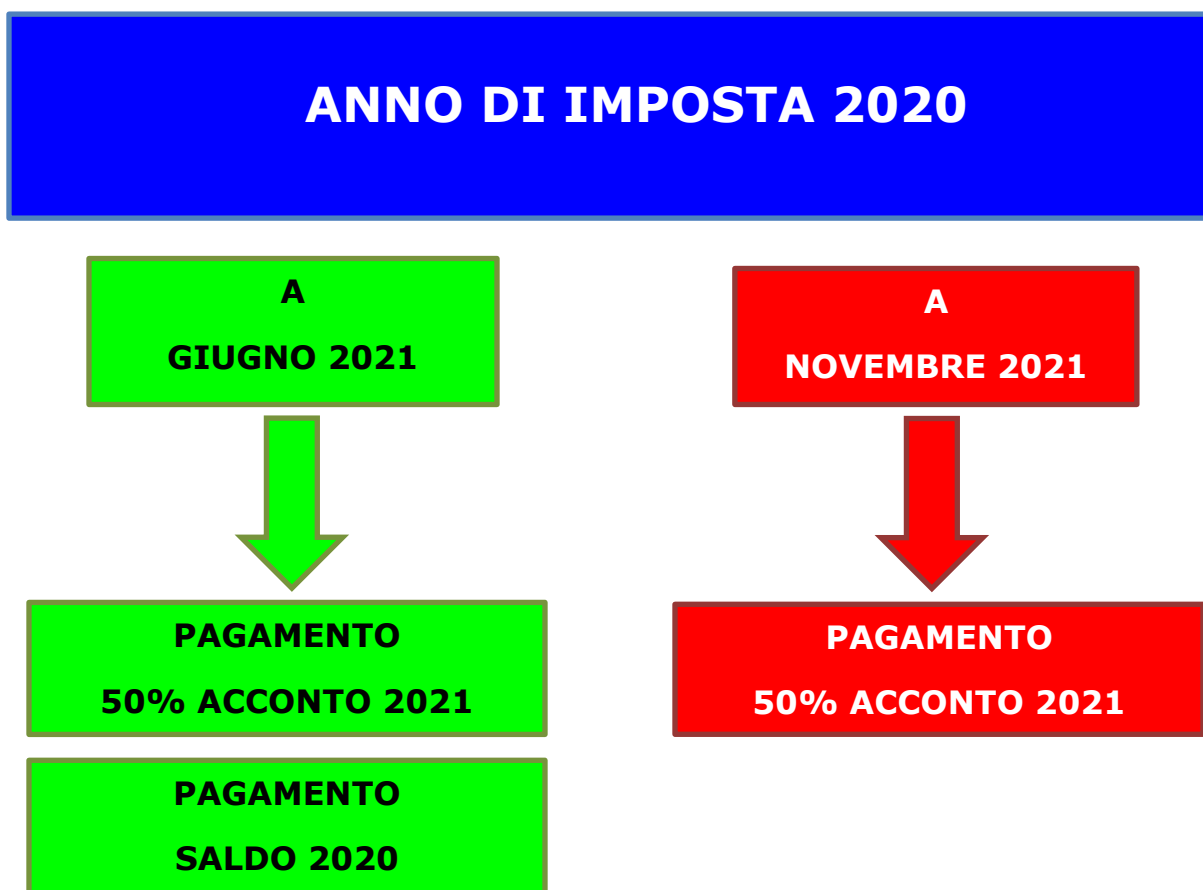 ANNO DI IMPOSTA 2020
A
GIUGNO 2021
A
NOVEMBRE 2021
PAGAMENTO
50% ACCONTO 2021
PAGAMENTO
50% ACCONTO 2021
PAGAMENTO
SALDO 2020